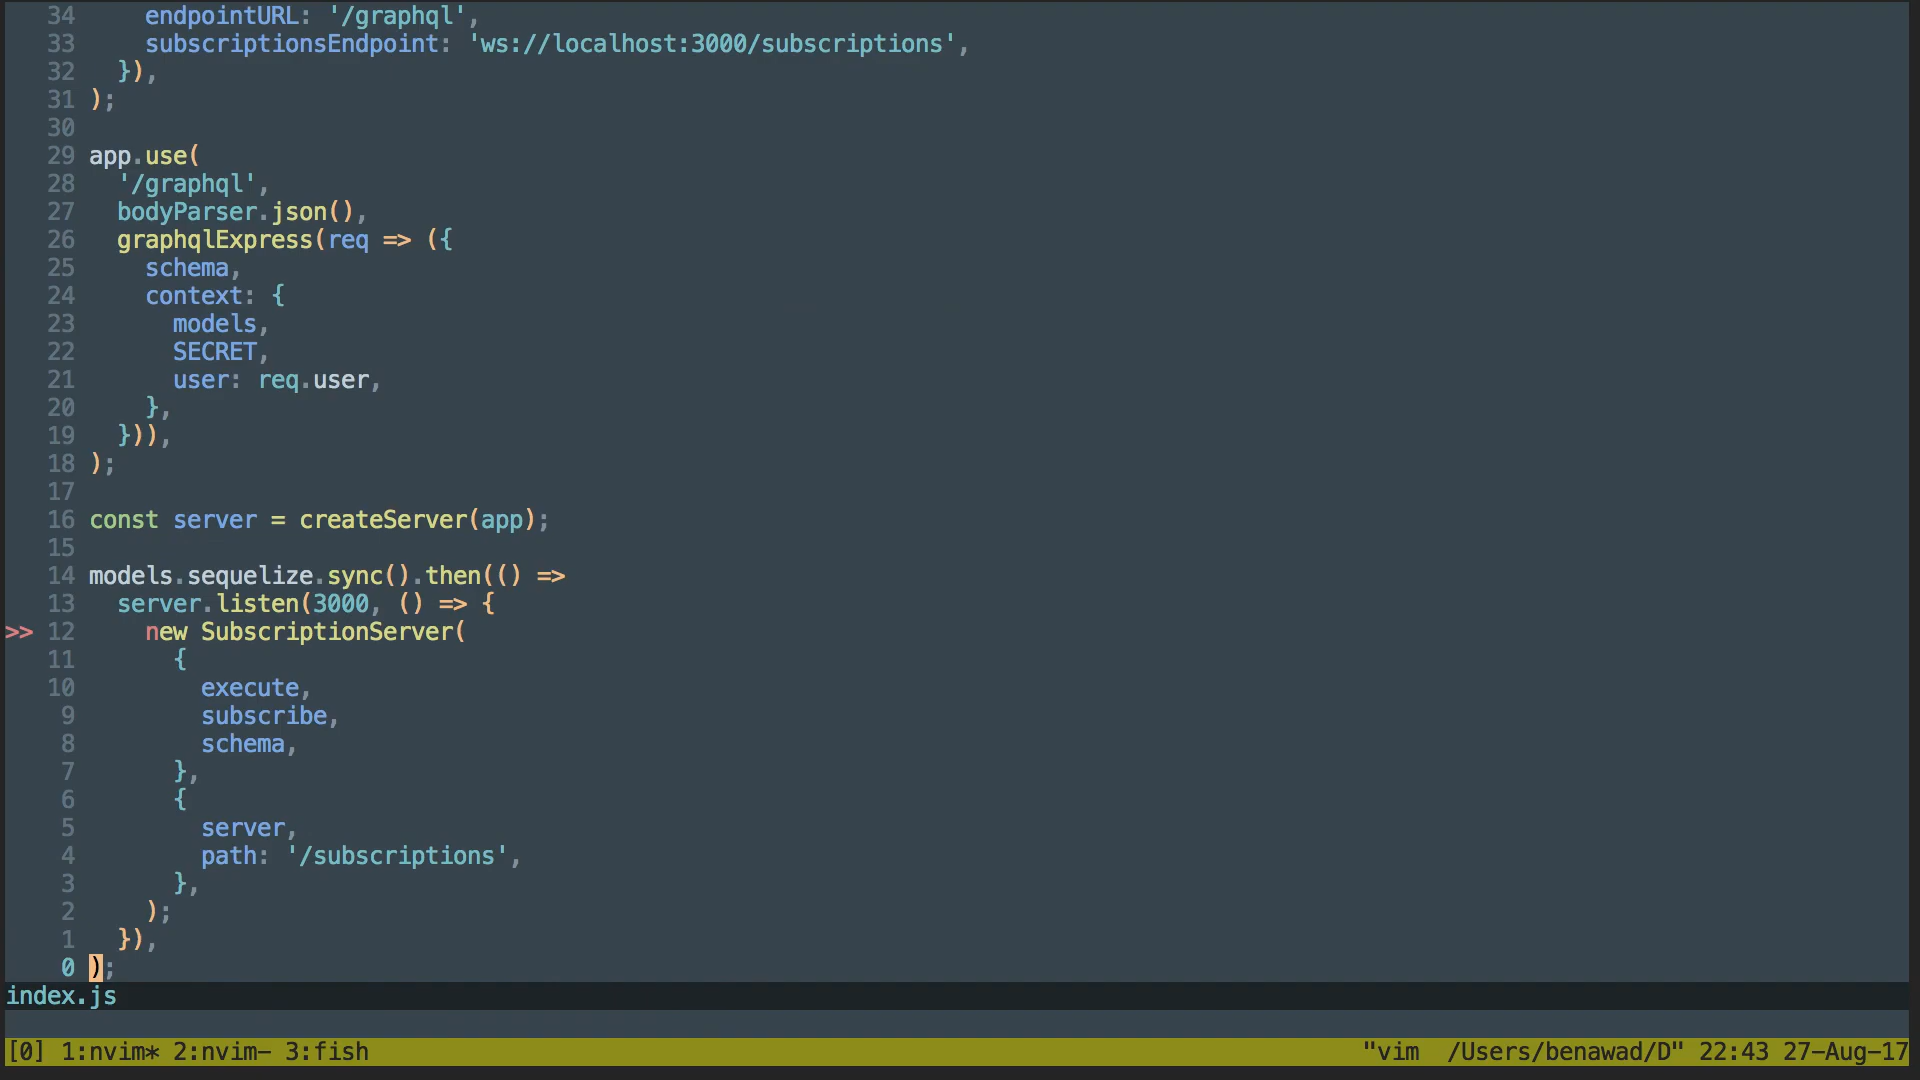 34     endpointURL: '/graphql',
33     subscriptionsEndpoint: 'ws://localhost:3000/subscriptions',
32   }),
31 );
30
29 app.use(
28   '/graphql',
27   bodyParser.json(),
26   graphqlExpress(req => ({
25     schema,
24     context: {
23       models,
22       SECRET,
21       user: req.user,
20     },
19   })),
18 );
17
16 const server = createServer(app);
15
14 models.sequelize.sync().then(() =>
13   server.listen(3000, () => {
>> 12     new SubscriptionServer(
11       {
10         execute,
9         subscribe,
8         schema,
7       },
6       {
5         server,
4         path: '/subscriptions',
3       },
2     );
1   }),
0 );
index.js
[0] 1:nvim* 2:nvim- 3:fish "vim  /Users/benawad/D" 22:43 27-Aug-17